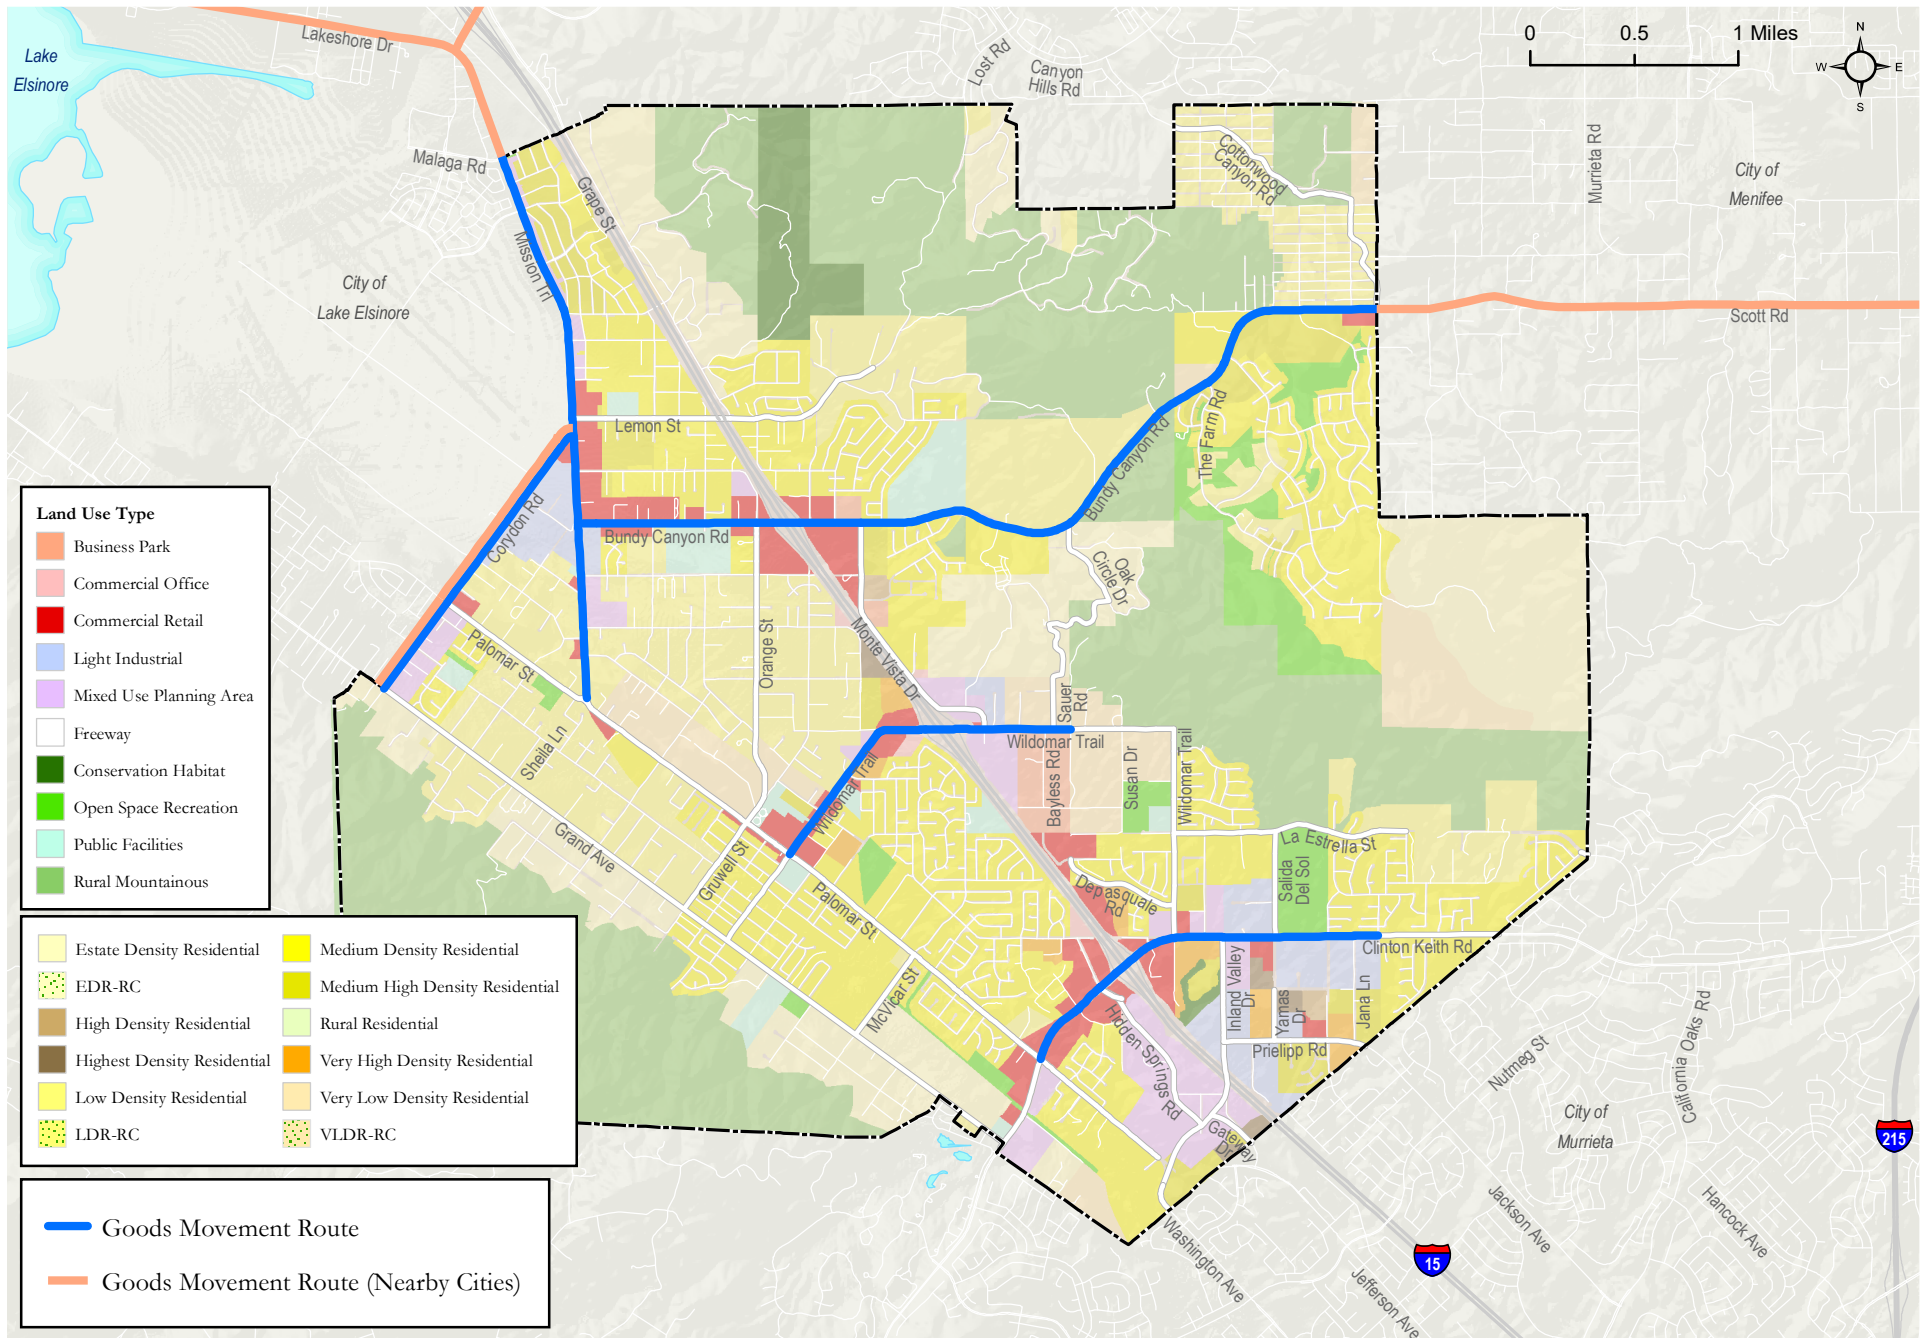 Lake
Elsinore
Lakeshore Dr
Malaga Rd
Grape St
Mission Trl
City of
Lake Elsinore
Lost Rd
Canyon
Hills Rd
Cottonwood
Canyon Rd
0 0.5 1 Miles
N
W E
S
Murrieta Rd
City of
Menifee
Scott Rd
Lemon St
Corydon Rd
Bundy Canyon Rd
Bundy Canyon Rd
The Farm Rd
Oak
Circle Dr
Palomar St
Sheila Ln
Orange St
Monte Vista Dr
Sauer
Rd
Wildomar Trail
Wildomar Trail
Wildomar Trail
Bayless Rd
Susan Dr
La Estrella St
Salida
Del Sol
Depasquale
Rd
Grand Ave
Gruwell St
Palomar St
McVicar St
Clinton Keith Rd
Inland Valley
Dr
Yamas
Dr
Jana Ln
Prielipp Rd
Hidden Springs Rd
Gateway
Dr
Nutmeg St
California Oaks Rd
City of
Murrieta
215
15
Jackson Ave
Hancock Ave
Washington Ave
Jefferson Ave
Land Use Type
Business Park
Commercial Office
Commercial Retail
Light Industrial
Mixed Use Planning Area
Freeway
Conservation Habitat
Open Space Recreation
Public Facilities
Rural Mountainous
Estate Density Residential
EDR-RC
High Density Residential
Highest Density Residential
Low Density Residential
LDR-RC
Medium Density Residential
Medium High Density Residential
Rural Residential
Very High Density Residential
Very Low Density Residential
VLDR-RC
Goods Movement Route
Goods Movement Route (Nearby Cities)